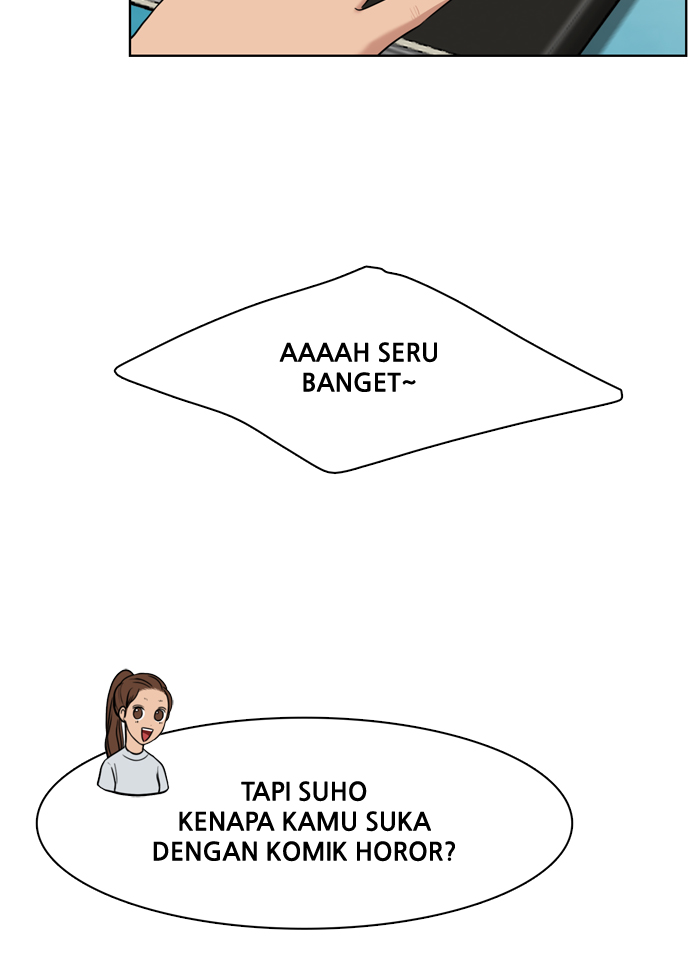 AAAAH SERU
BANGET~
TAPI SUHO
KENAPA KAMU SUKA
DENGAN KOMIK HOROR?